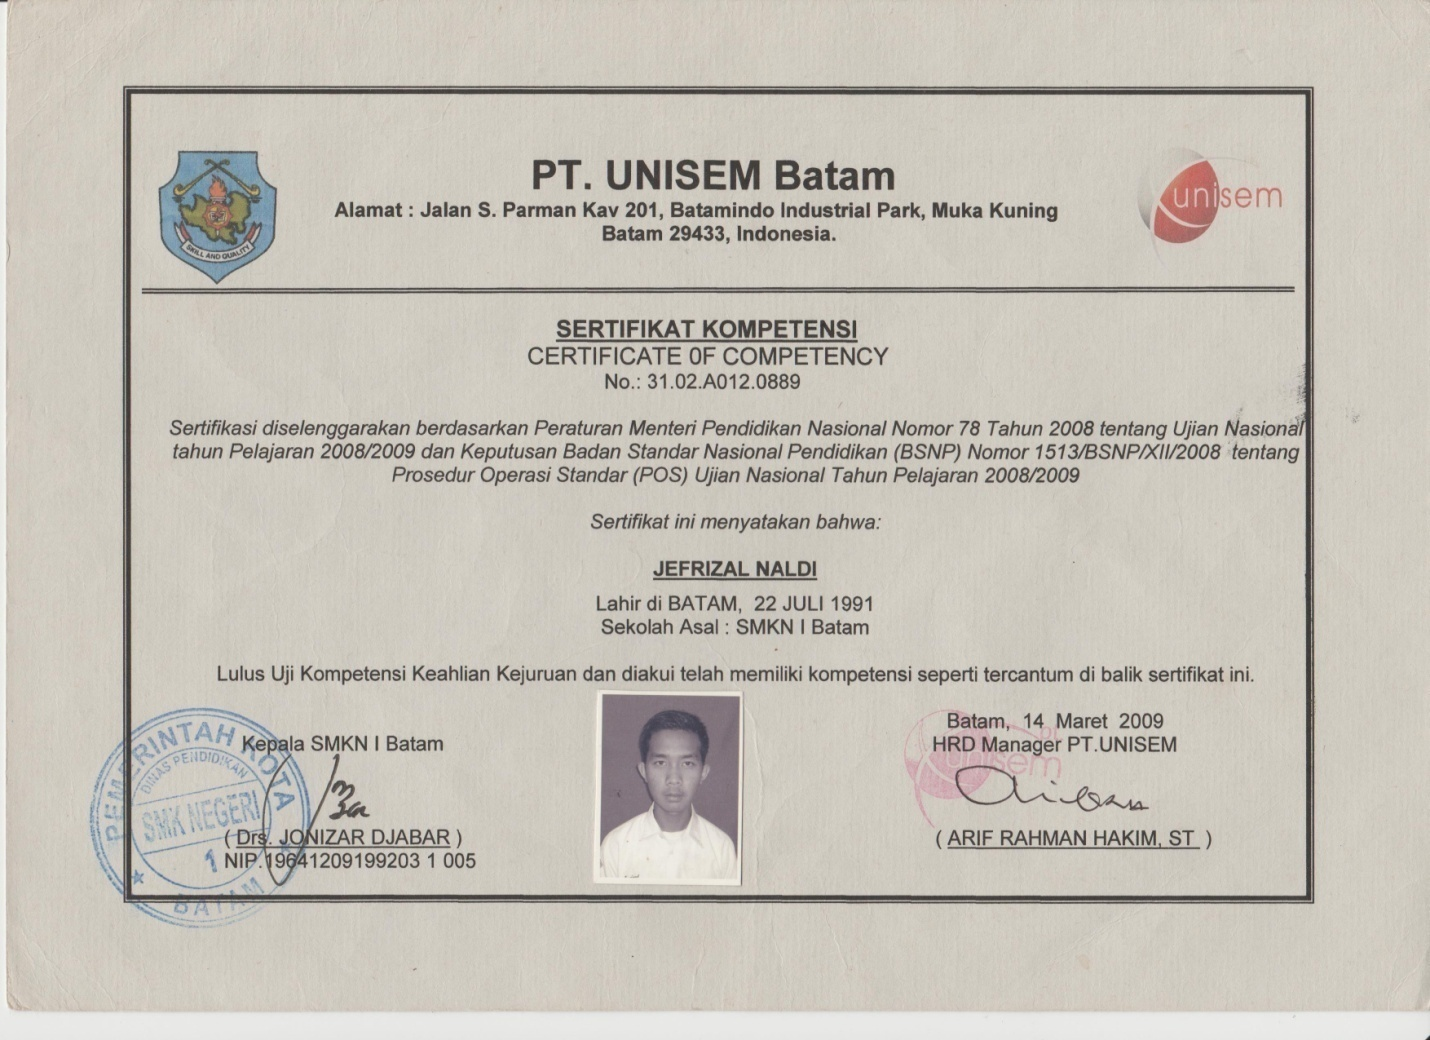 PT. UNISEM Batam
Alamat : Jalan S. Parman Kav 201, Batamindo Industrial Park, Muka Kuning
Batam 29433, Indonesia.
SKILL AND QUALITY
unisem
SERTIFIKAT KOMPETENSI
CERTIFICATE 0F COMPETENCY
No.: 31.02.A012.0889
Sertifikasi diselenggarakan berdasarkan Peraturan Menteri Pendidikan Nasional Nomor 78 Tahun 2008 tentang Ujian Nasional
tahun Pelajaran 2008/2009 dan Keputusan Badan Standar Nasional Pendidikan (BSNP) Nomor 1513/BSNP/XII/2008 tentang
Prosedur Operasi Standar (POS) Ujian Nasional Tahun Pelajaran 2008/2009
Sertifikat ini menyatakan bahwa:
JEFRIZAL NALDI
Lahir di BATAM, 22 JULI 1991
Sekolah Asal : SMKN I Batam
Lulus Uji Kompetensi Keahlian Kejuruan dan diakui telah memiliki kompetensi seperti tercantum di balik sertifikat ini.
Kepala SMKN I Batam
( Drs. JONIZAR DJABAR )
NIP.19641209199203 1 005
PEMERINTAH KOTA
DINAS PENDIDIKAN
SMK NEGERI
1
BATAM
Batam, 14 Maret 2009
HRD Manager PT.UNISEM
pt
unisem
( ARIF RAHMAN HAKIM, ST )